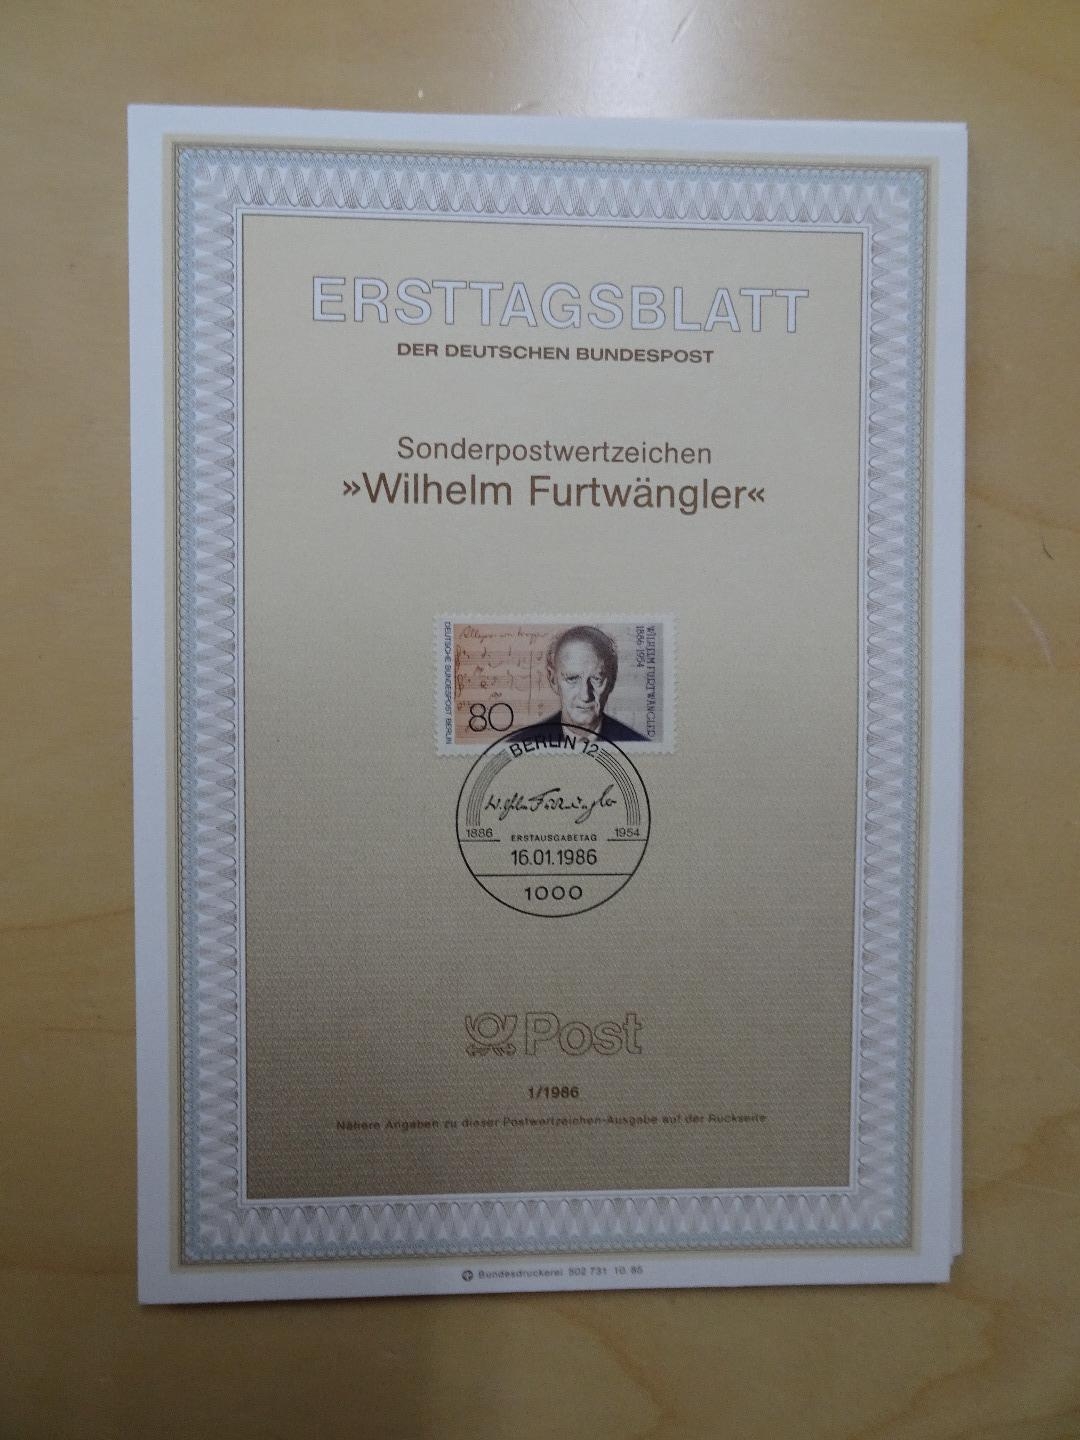 ERSTTAGSBLATT
DER DEUTSCHEN BUNDESPOST
Sonderpostwertzeichen
»Wilhelm Furtwängler«
DEUTSCHE BUNDESPOST BERLIN
80
WILHELM FURTWÄNGLER
1886 1954
BERLIN 12
Wilhelm Furtwängler
1886 ERSTAUSGABETAG 1954
16.01.1986
1000
Post
1/1986
Nähere Angaben zu dieser Postwertzeichen-Ausgabe auf der Rückseite
Bundesdruckerei 502 731 10.85